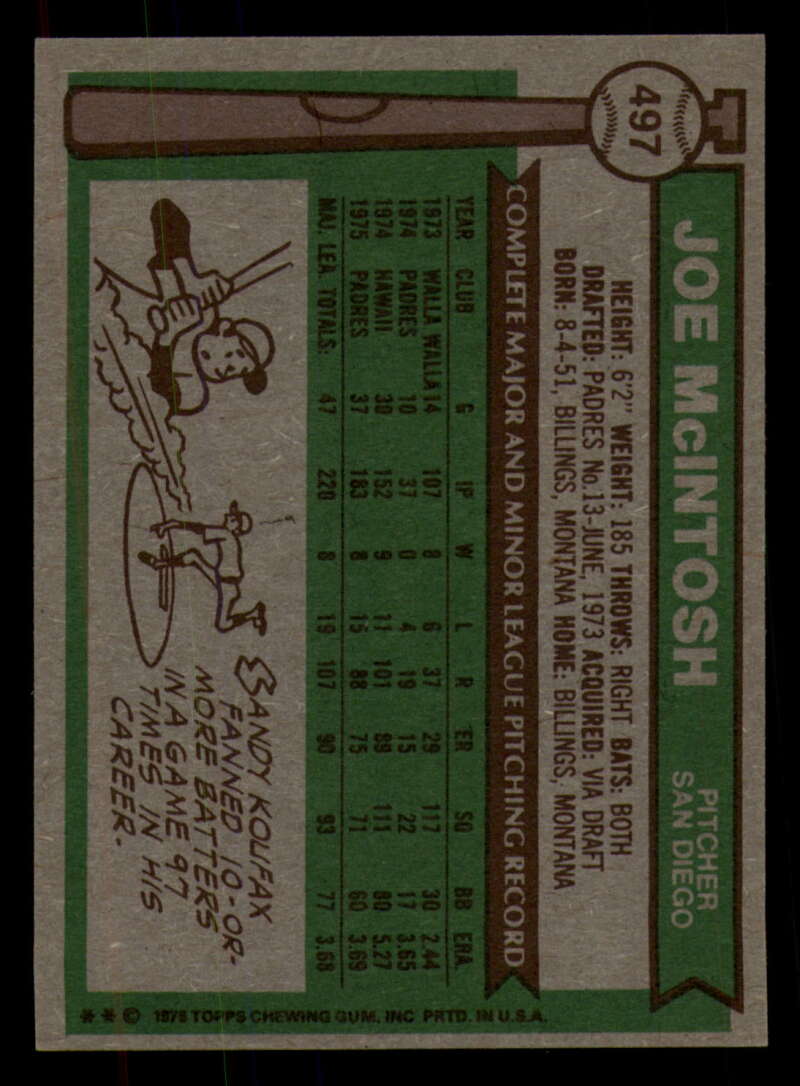 497
JOE McINTOSH
PITCHER
SAN DIEGO
HEIGHT: 6'2" WEIGHT: 185 THROWS: RIGHT BATS: BOTH
DRAFTED: PADRES No.13-JUNE, 1973 ACQUIRED: VIA DRAFT
BORN: 8-4-51, BILLINGS, MONTANA HOME: BILLINGS, MONTANA
COMPLETE MAJOR AND MINOR LEAGUE PITCHING RECORD
YEAR CLUB G IP W L R ER SO BB ERA
1973 WALLA WALLA 14 107 8 6 37 29 117 30 2.44
1974 PADRES 10 37 0 4 19 15 22 17 3.65
1974 HAWAII 30 152 9 11 101 89 111 80 5.27
1975 PADRES 37 183 8 15 88 75 71 60 3.69
MAJ. LEA. TOTALS: 47 220 8 19 107 90 93 77 3.68
SANDY KOUFAX
FANNED 10-OR-
MORE BATTERS
IN A GAME 97
TIMES IN HIS
CAREER.
* * © 1976 TOPPS CHEWING GUM, INC PRTD. IN U.S.A.